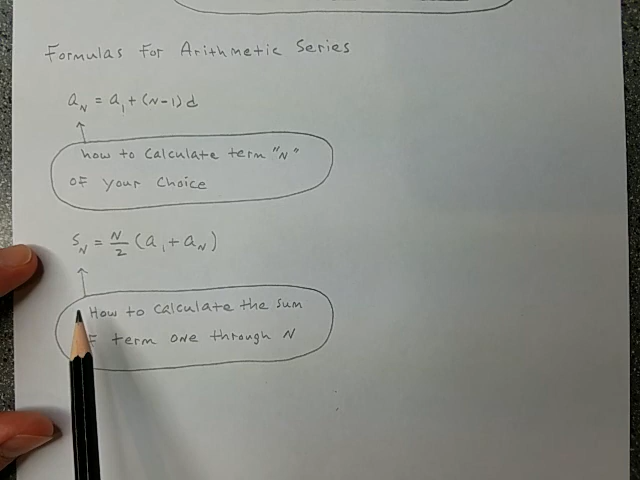 Formulas For Arithmetic Series
a_N = a_1 + (N-1)d
how to calculate term "N"
OF your choice
S_N = N/2 (a_1 + a_N)
How to calculate the sum
term one through N